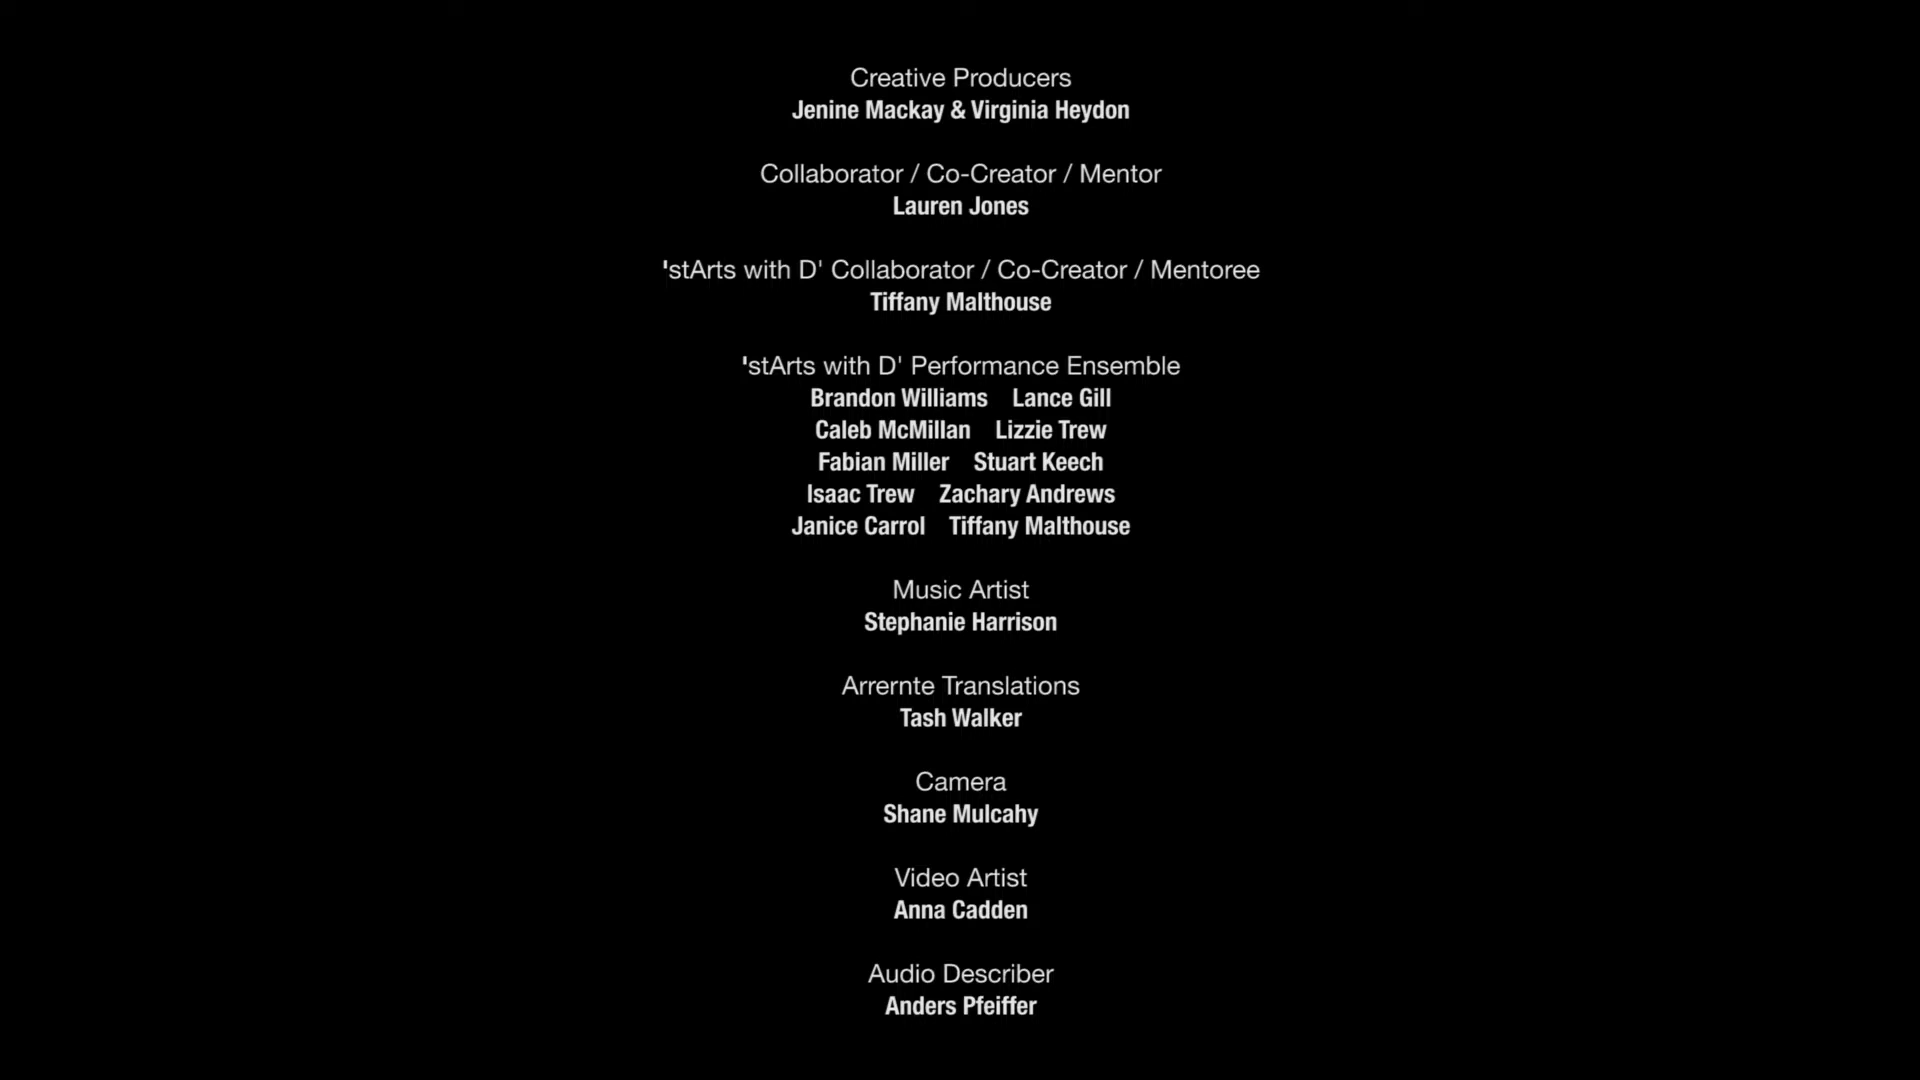 Creative Producers
Jenine Mackay & Virginia Heydon
Collaborator / Co-Creator / Mentor
Lauren Jones
'stArts with D' Collaborator / Co-Creator / Mentoree
Tiffany Malthouse
'stArts with D' Performance Ensemble
Brandon Williams Lance Gill
Caleb McMillan Lizzie Trew
Fabian Miller Stuart Keech
Isaac Trew Zachary Andrews
Janice Carrol Tiffany Malthouse
Music Artist
Stephanie Harrison
Arrernte Translations
Tash Walker
Camera
Shane Mulcahy
Video Artist
Anna Cadden
Audio Describer
Anders Pfeiffer